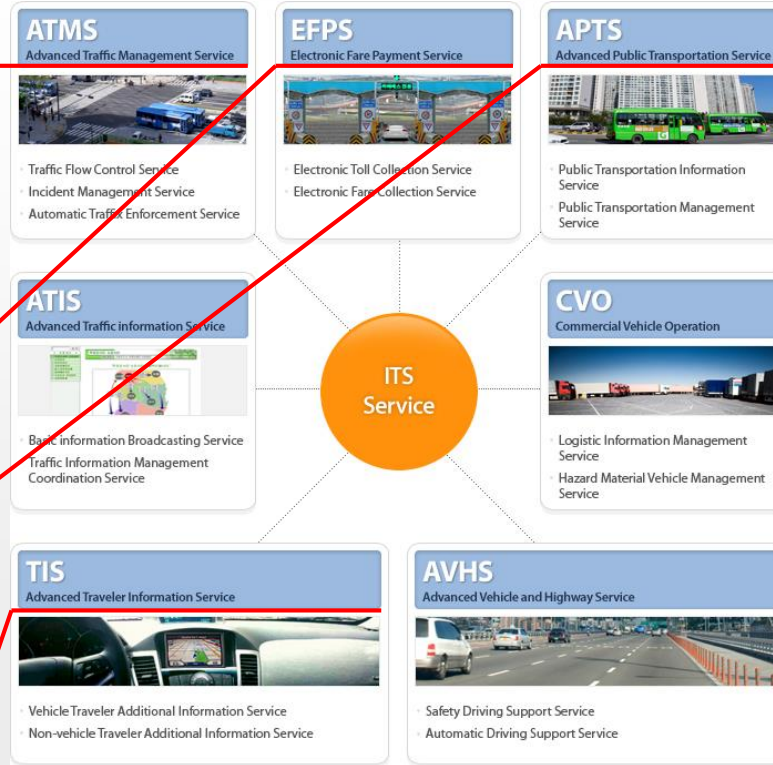 ATMS
Advanced Traffic Management Service
Traffic Flow Control Service
Incident Management Service
Automatic Traffix Enforcement Service
EFPS
Electronic Fare Payment Service
Electronic Toll Collection Service
Electronic Fare Collection Service
APTS
Advanced Public Transportation Service
Public Transportation Information
Service
Public Transportation Management
Service
ATIS
Advanced Traffic information Service
Basic information Broadcasting Service
Traffic Information Management
Coordination Service
ITS
Service
CVO
Commercial Vehicle Operation
Logistic Information Management
Service
Hazard Material Vehicle Management
Service
TIS
Advanced Traveler Information Service
Vehicle Traveler Additional Information Service
Non-vehicle Traveler Additional Information Service
AVHS
Advanced Vehicle and Highway Service
Safety Driving Support Service
Automatic Driving Support Service